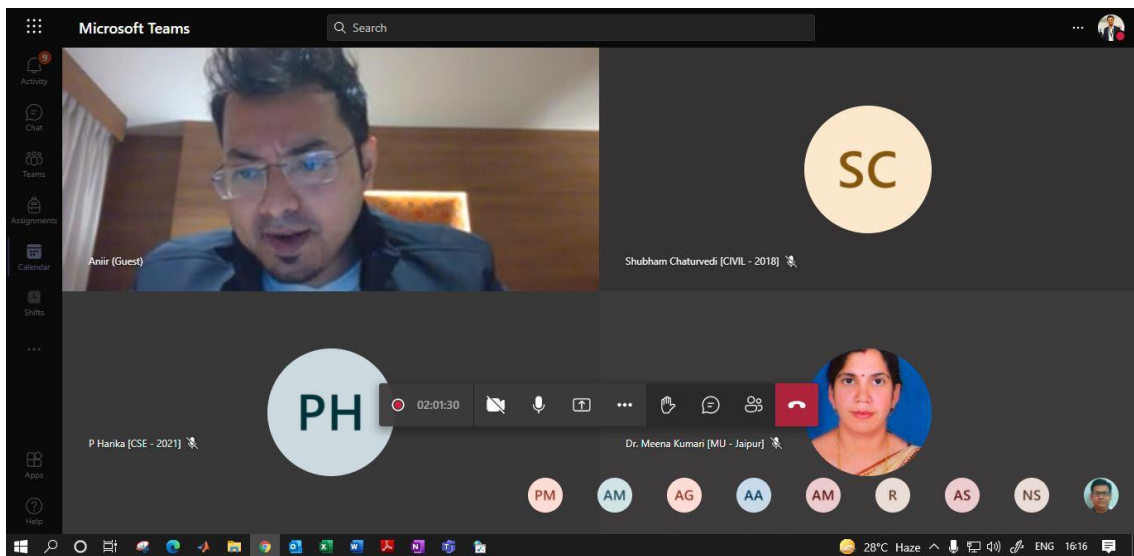 Microsoft Teams
Search
9
Activity
Chat
Teams
Assignments
Calendar
Shifts
Apps
Help
Aniir (Guest)
SC
Shubham Chaturvedi [CIVIL - 2018]
PH
P Harika [CSE - 2021]
02:01:30
Dr. Meena Kumari [MU - Jaipur]
PM AM AG AA AM R AS NS
28°C Haze ENG 16:16